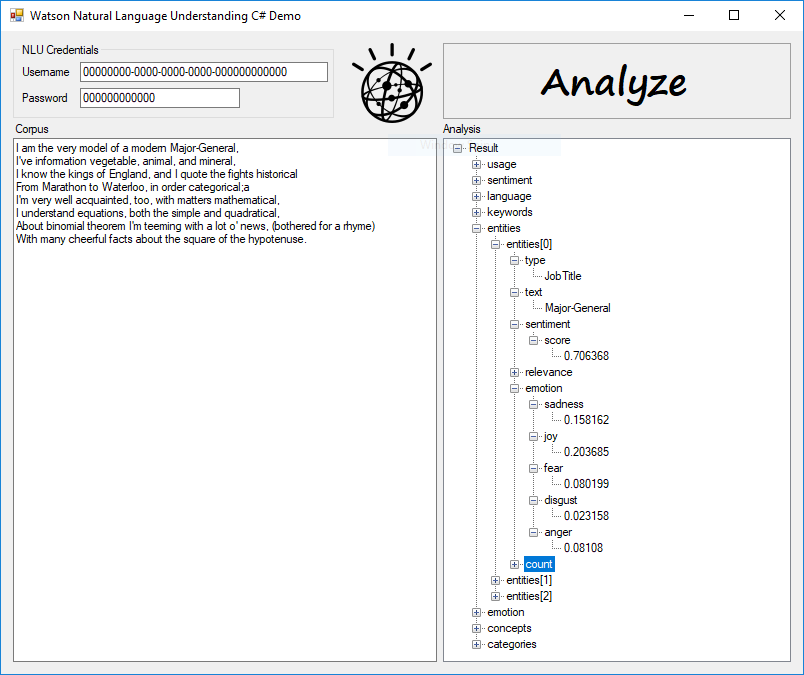 Watson Natural Language Understanding C# Demo
NLU Credentials
Username 00000000-0000-0000-0000-000000000000
Password 000000000000
Analyze
Corpus
I am the very model of a modern Major-General,
I've information vegetable, animal, and mineral,
I know the kings of England, and I quote the fights historical
From Marathon to Waterloo, in order categorical;a
I'm very well acquainted, too, with matters mathematical,
I understand equations, both the simple and quadratical,
About binomial theorem I'm teeming with a lot o' news, (bothered for a rhyme)
With many cheerful facts about the square of the hypotenuse.
Analysis
Result
usage
sentiment
language
keywords
entities
entities[0]
type
JobTitle
text
Major-General
sentiment
score
0.706368
relevance
emotion
sadness
0.158162
joy
0.203685
fear
0.080199
disgust
0.023158
anger
0.08108
count
entities[1]
entities[2]
emotion
concepts
categories